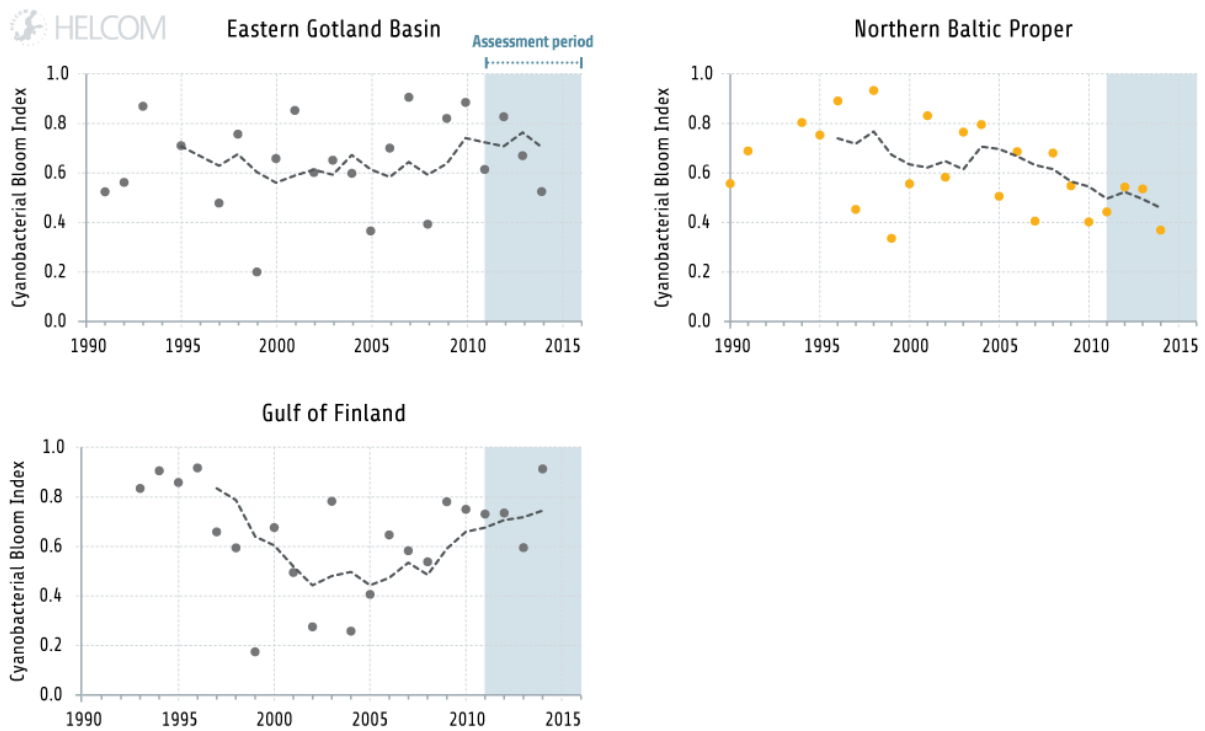 HELCOM
Eastern Gotland Basin
Assessment period
Cyanobacterial Bloom Index
1.0
0.8
0.6
0.4
0.2
0.0
1990 1995 2000 2005 2010 2015
Northern Baltic Proper
Cyanobacterial Bloom Index
1.0
0.8
0.6
0.4
0.2
0.0
1990 1995 2000 2005 2010 2015
Gulf of Finland
Cyanobacterial Bloom Index
1.0
0.8
0.6
0.4
0.2
0.0
1990 1995 2000 2005 2010 2015